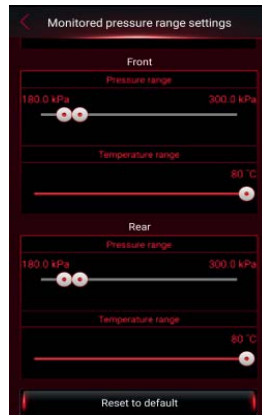 Monitored pressure range settings
Front
Pressure range
180.0 kPa 300.0 kPa
Temperature range
80 °C
Rear
Pressure range
180.0 kPa 300.0 kPa
Temperature range
80 °C
Reset to default